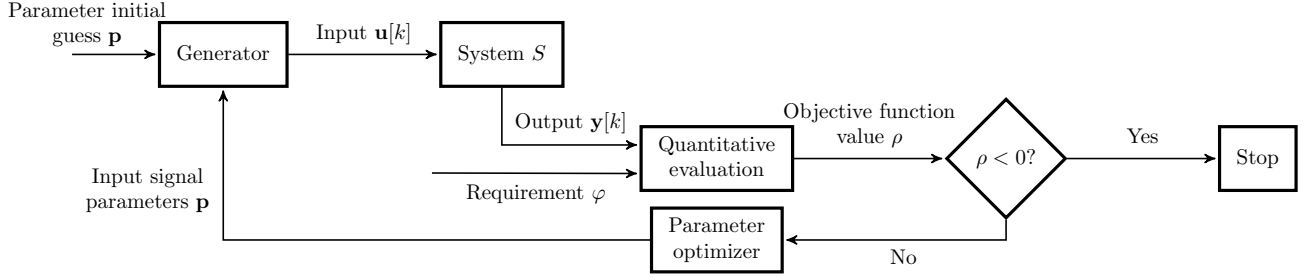 Parameter initial
guess p
Generator
Input u[k]
System S
Output y[k]
Requirement φ
Quantitative
evaluation
Objective function
value ρ
ρ < 0?
Yes
Stop
No
Parameter
optimizer
Input signal
parameters p